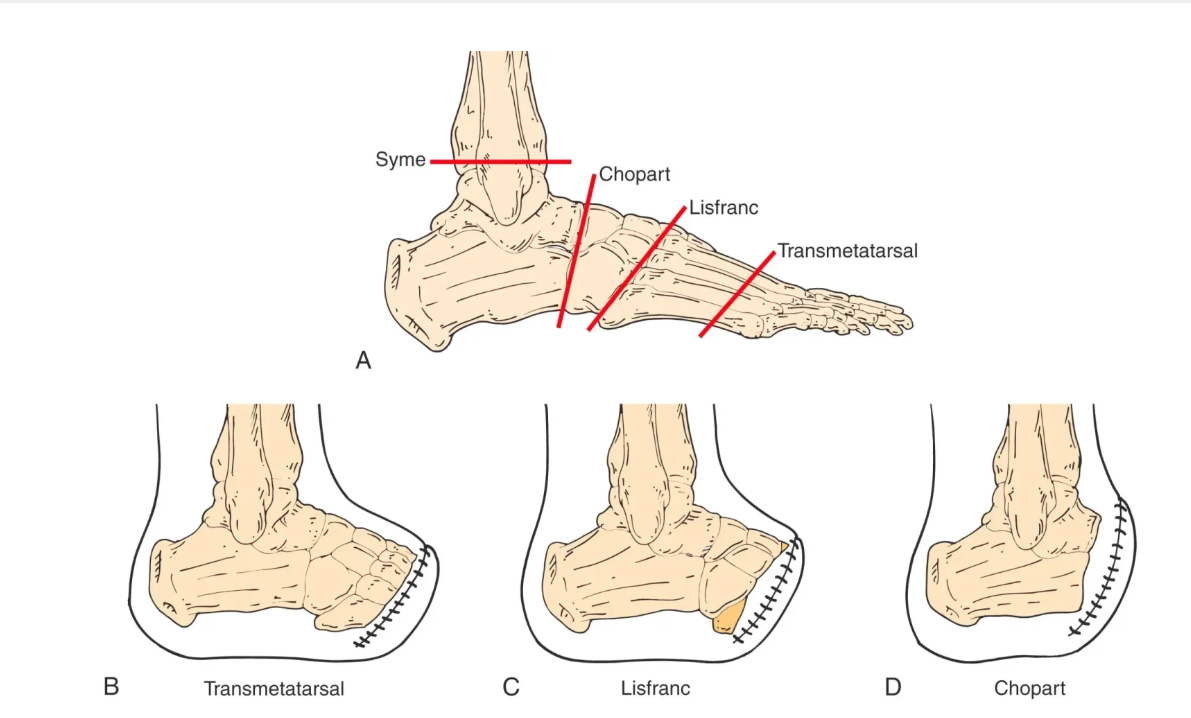 Syme
Chopart
Lisfranc
Transmetatarsal
A
B
Transmetatarsal
C
Lisfranc
D
Chopart